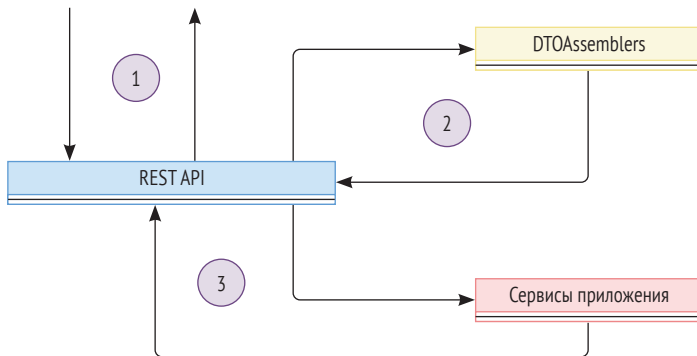 1
DTOAssemblers
2
REST API
3
Сервисы приложения